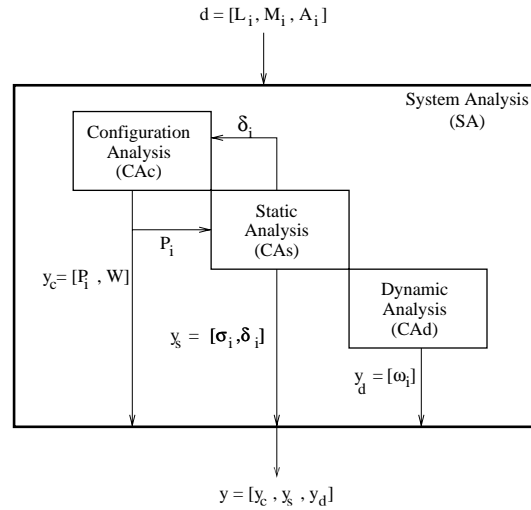 d = [L_i, M_i, A_i]
System Analysis
(SA)
Configuration
Analysis
(CAc)
δ_i
Static
Analysis
(CAs)
P_i
y_c = [P_i , W]
Dynamic
Analysis
(CAd)
y_s = [σ_i, δ_i]
y_d = [ω_i]
y = [y_c , y_s , y_d]